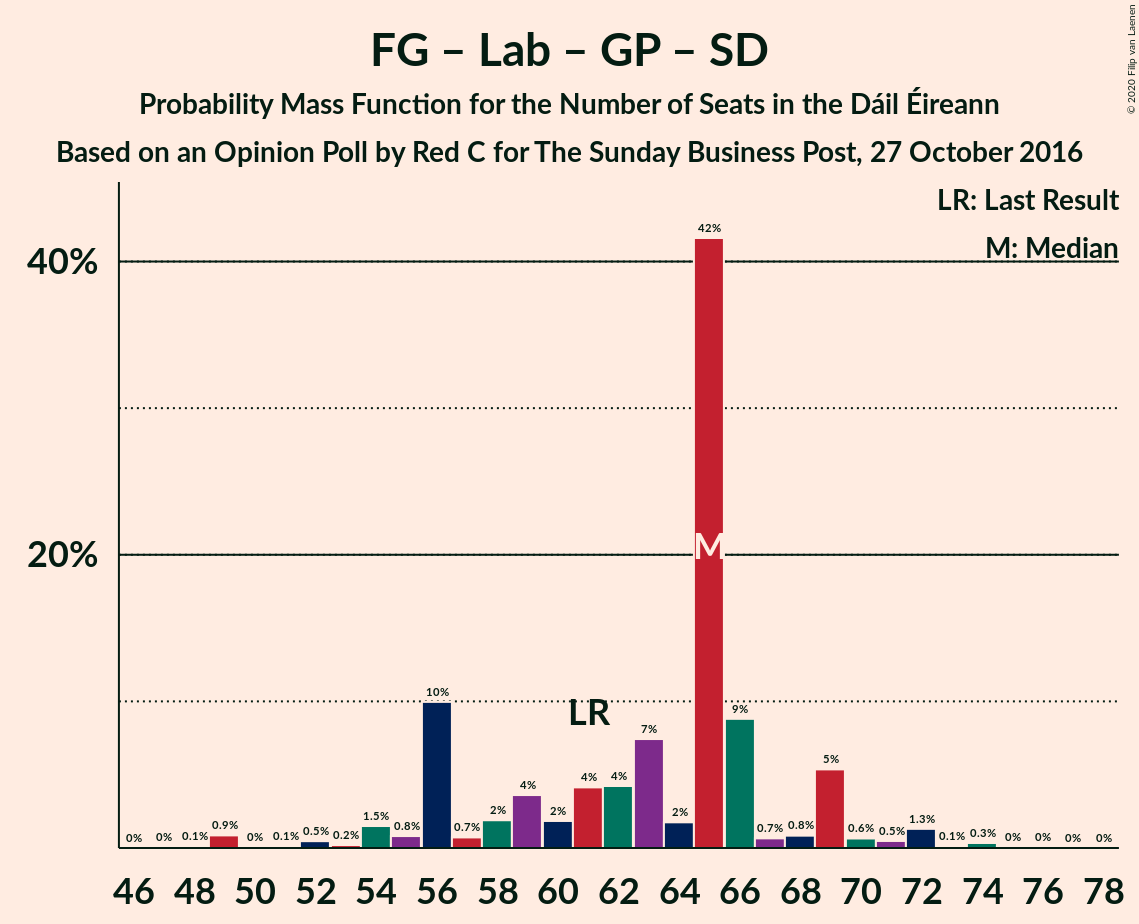 FG – Lab – GP – SD
Probability Mass Function for the Number of Seats in the Dáil Éireann
Based on an Opinion Poll by Red C for The Sunday Business Post, 27 October 2016
© 2020 Filip van Laenen
LR: Last Result
M: Median
40%
20%
0% 0% 0.1% 0.9% 0% 0.1% 0.5% 0.2% 1.5% 0.8% 10% 0.7% 2% 4% 2% 4% 4% 7% 2% 42% 9% 0.7% 0.8% 5% 0.6% 0.5% 1.3% 0.1% 0.3% 0% 0% 0% 0%
LR
M
46 48 50 52 54 56 58 60 62 64 66 68 70 72 74 76 78